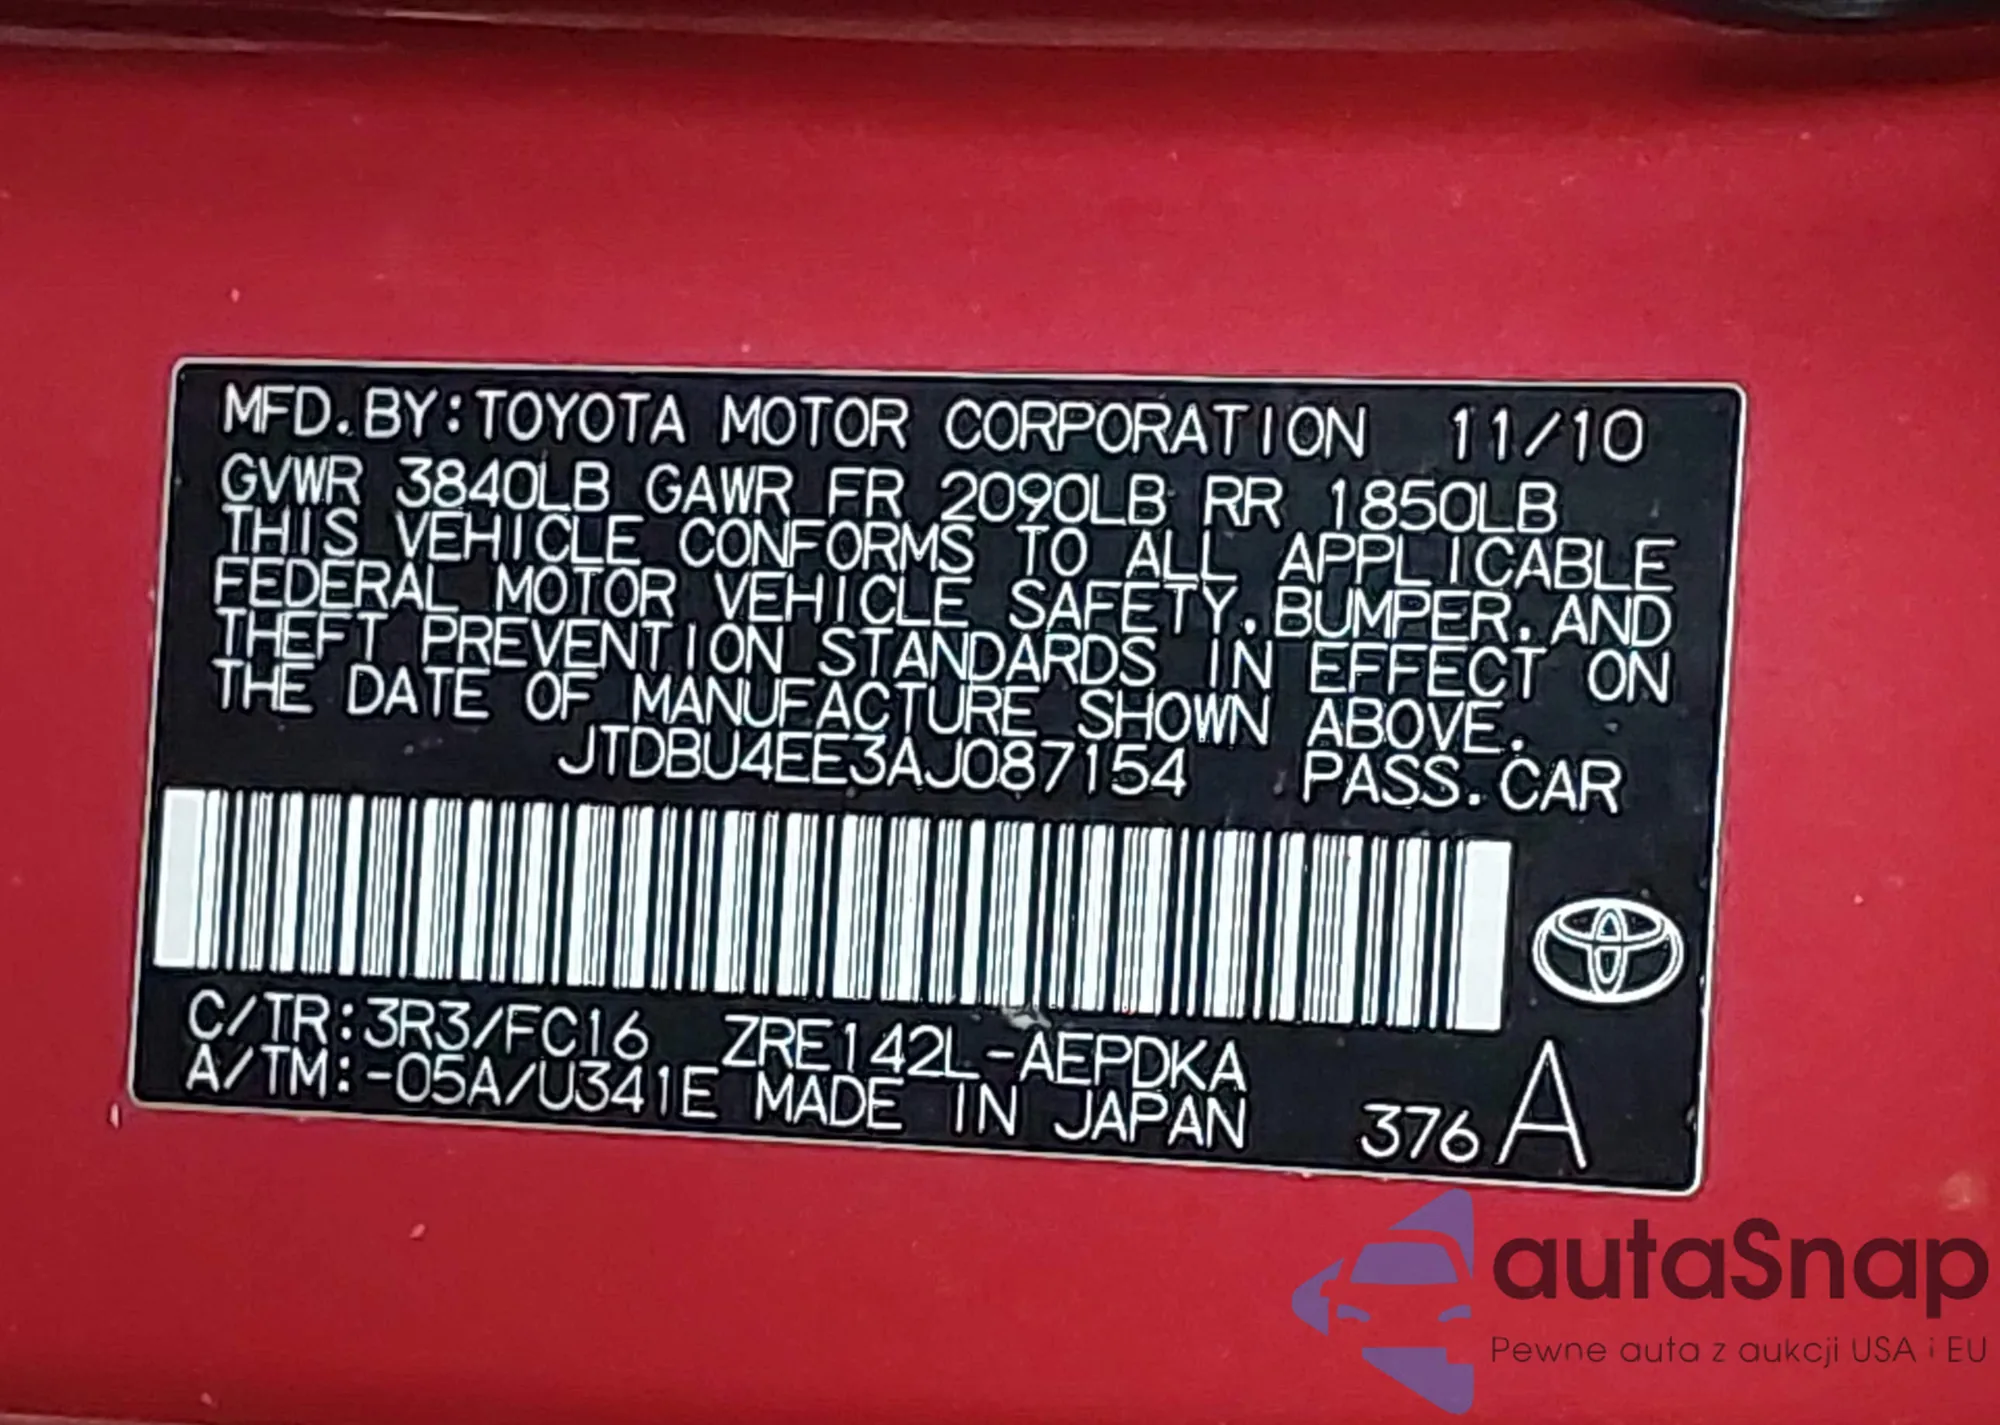 MFD. BY: TOYOTA MOTOR CORPORATION 11/10
GVWR 3840LB GAWR FR 2090LB RR 1850LB
THIS VEHICLE CONFORMS TO ALL APPLICABLE
FEDERAL MOTOR VEHICLE SAFETY, BUMPER, AND
THEFT PREVENTION STANDARDS IN EFFECT ON
THE DATE OF MANUFACTURE SHOWN ABOVE.
JTDBU4EE3AJ087154 PASS. CAR
C/TR: 3R3/FC16 ZRE142L-AEPDKA
A/TM: -05A/U341E MADE IN JAPAN 376 A
autaSnap
Pewne auta z aukcji USA i EU